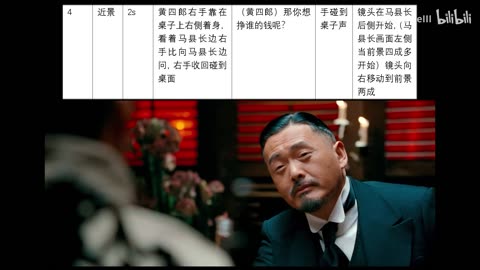 4
近景
2s
黄四郎右手靠在
桌子上右侧着身，
看着马县长边右
手比向马县长边
问，右手收回碰到
桌面
（黄四郎）那你想
挣谁的钱呢？
手碰到
桌子声
镜头在马县长
后侧开始，（马
县长画面左侧
当前景四成多
开始）镜头向
右移动到前景
两成
elll bilibili